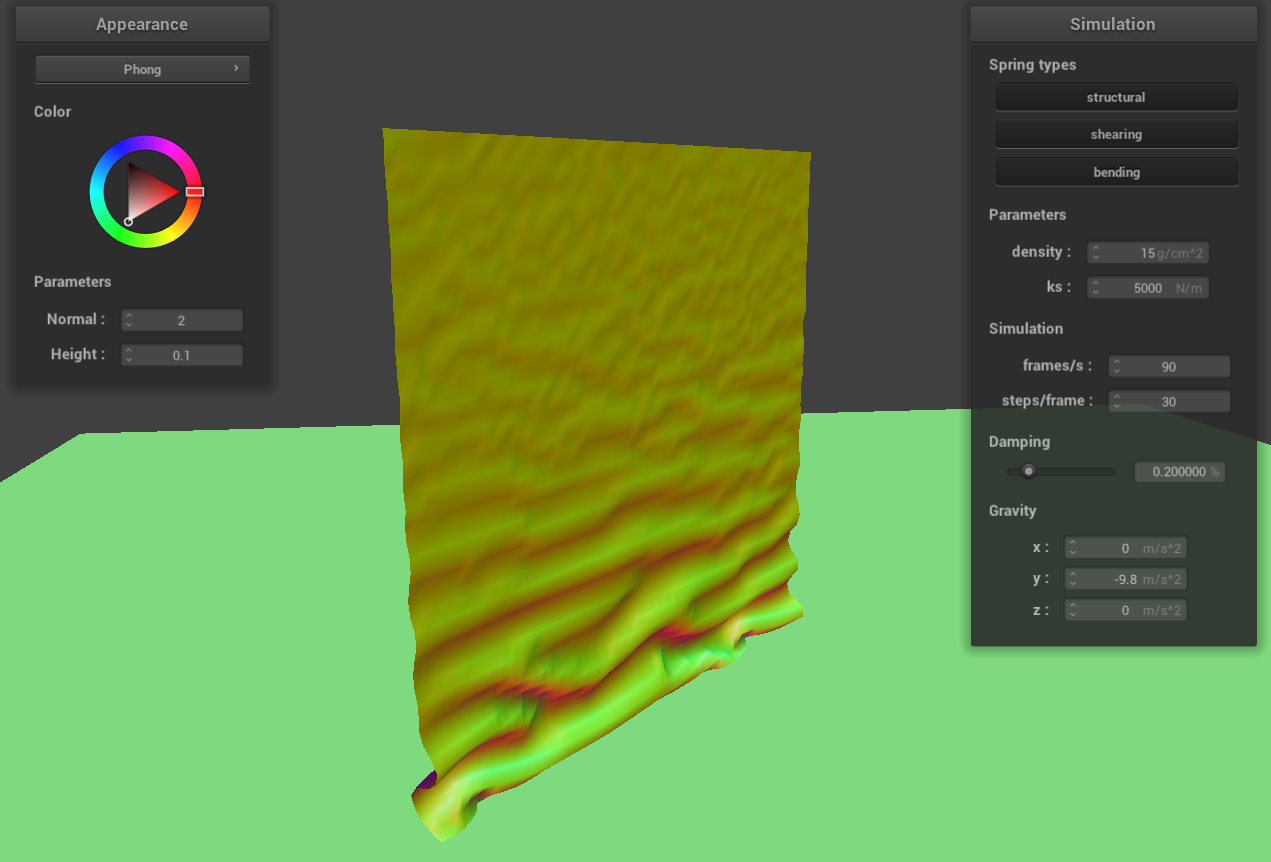 Appearance
Phong
Color
Parameters
Normal : 2
Height : 0.1
Simulation
Spring types
structural
shearing
bending
Parameters
density : 15 g/cm^2
ks : 5000 N/m
Simulation
frames/s : 90
steps/frame : 30
Damping
0.200000 %
Gravity
x : 0 m/s^2
y : -9.8 m/s^2
z : 0 m/s^2